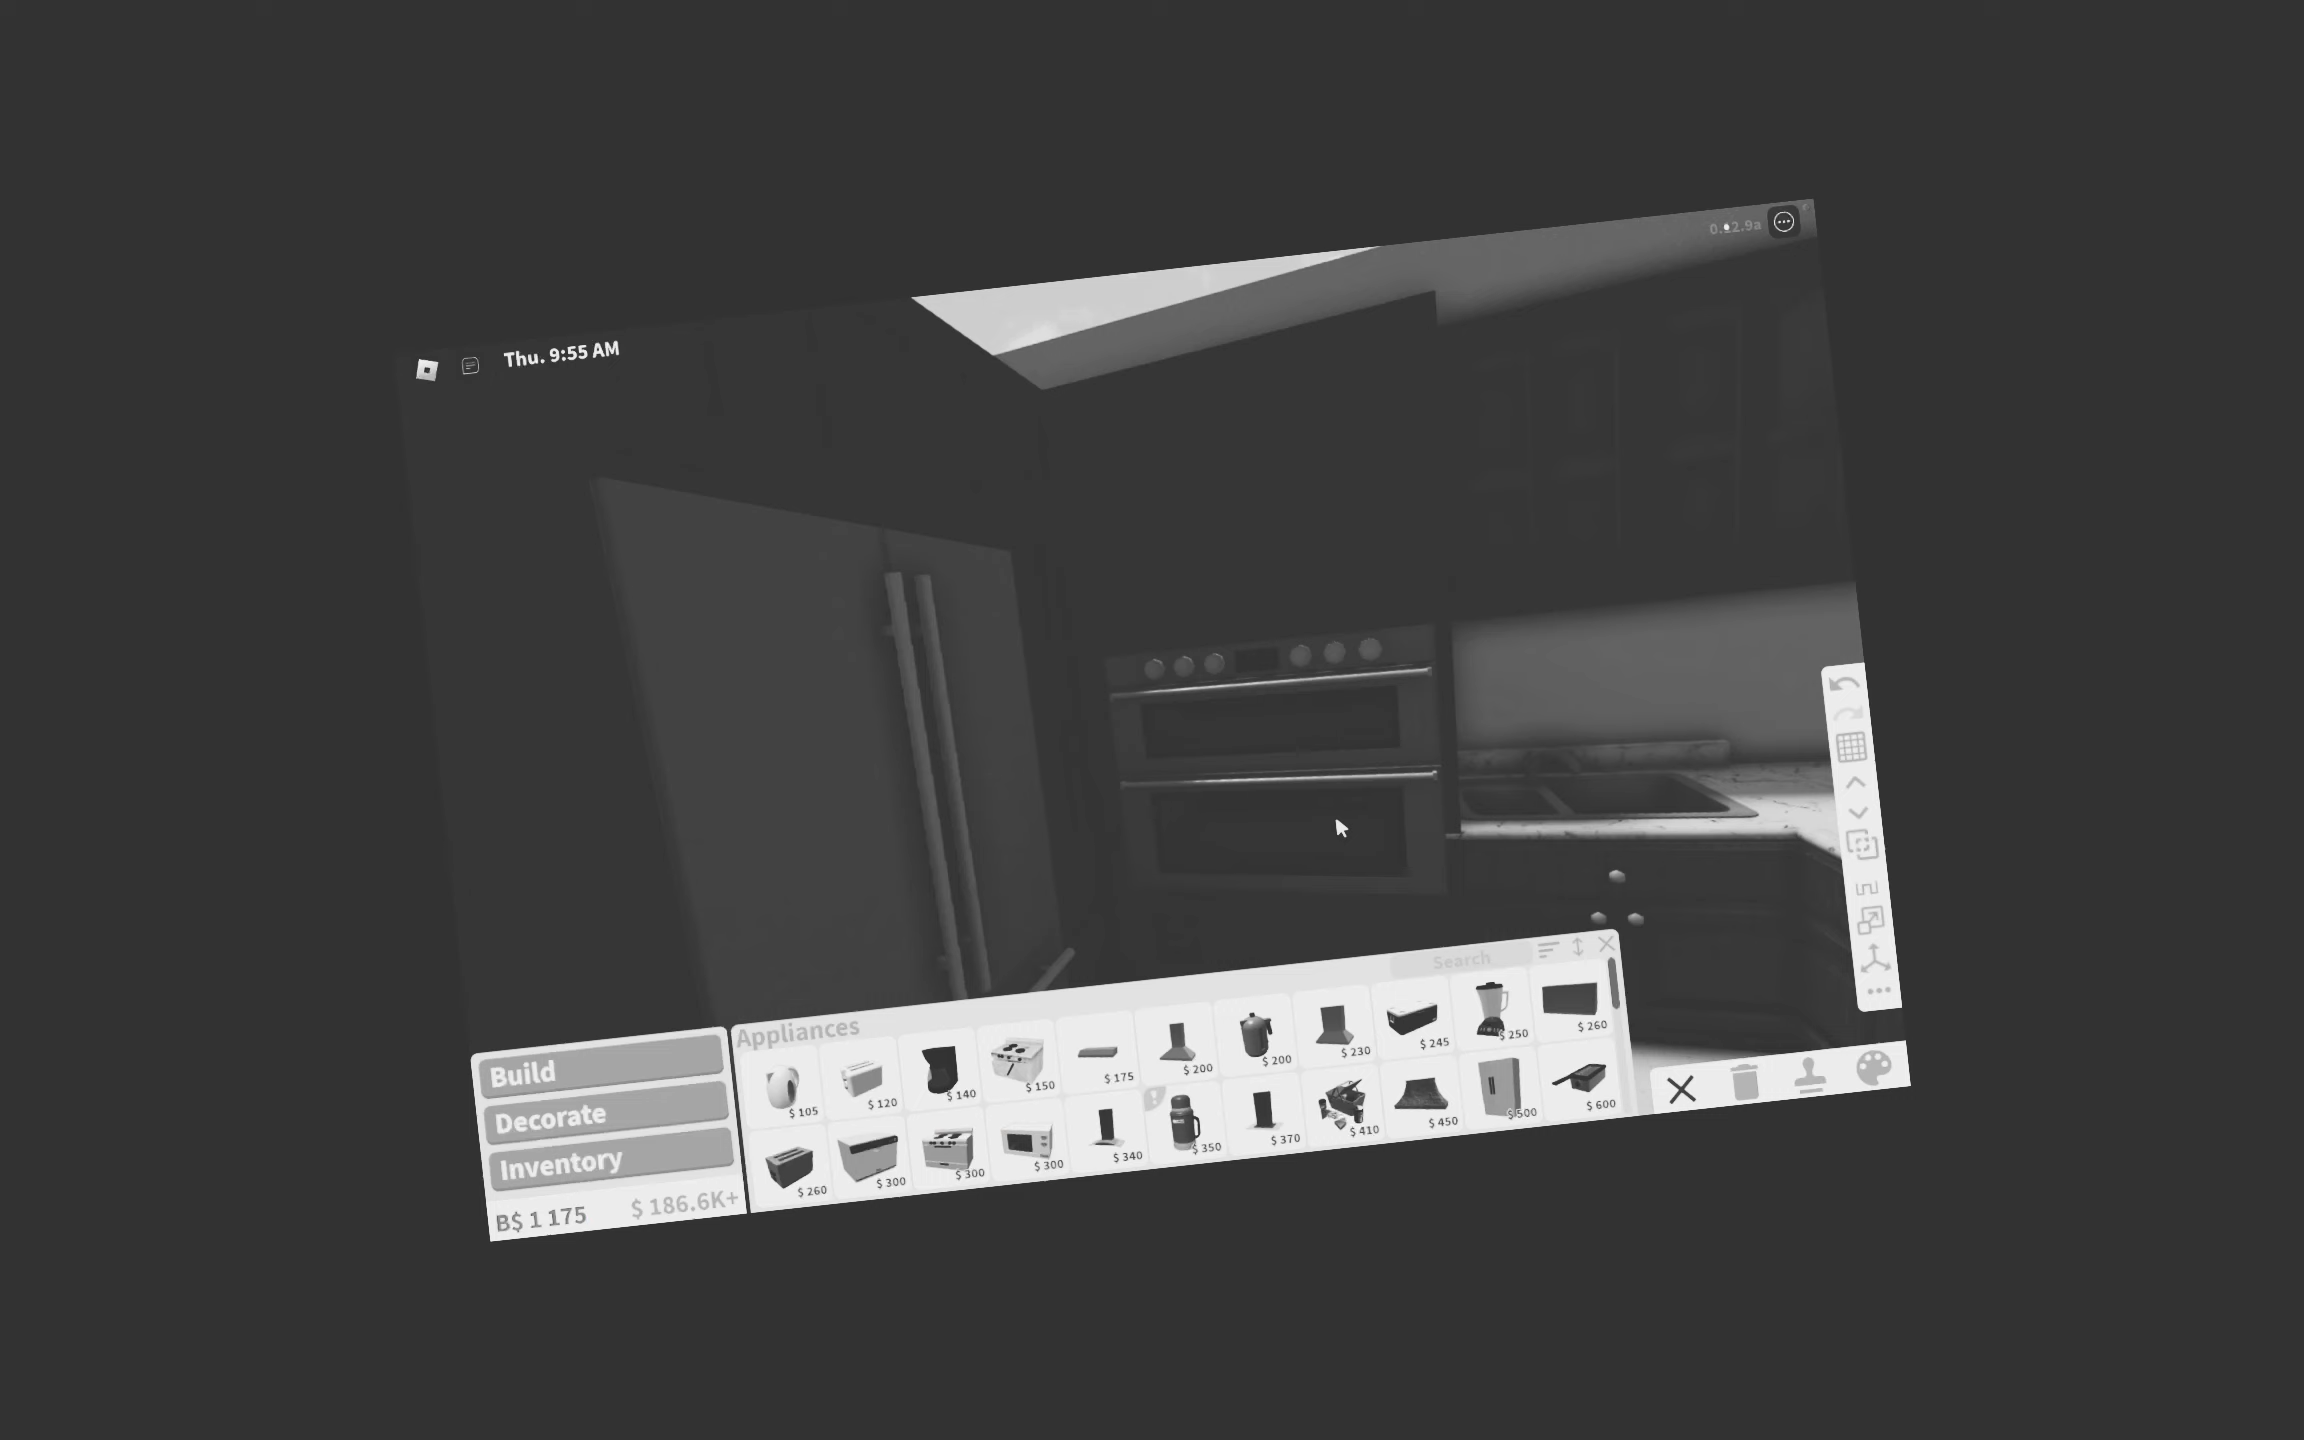 Thu. 9:55 AM
Build
Decorate
Inventory
B$ 1 175
$ 186.6K+
Appliances
Search
$ 105
$ 120
$ 140
$ 150
$ 175
$ 200
$ 200
$ 230
$ 245
$ 250
$ 260
$ 260
$ 300
$ 300
$ 300
$ 340
$ 350
$ 370
$ 410
$ 450
$ 500
$ 600